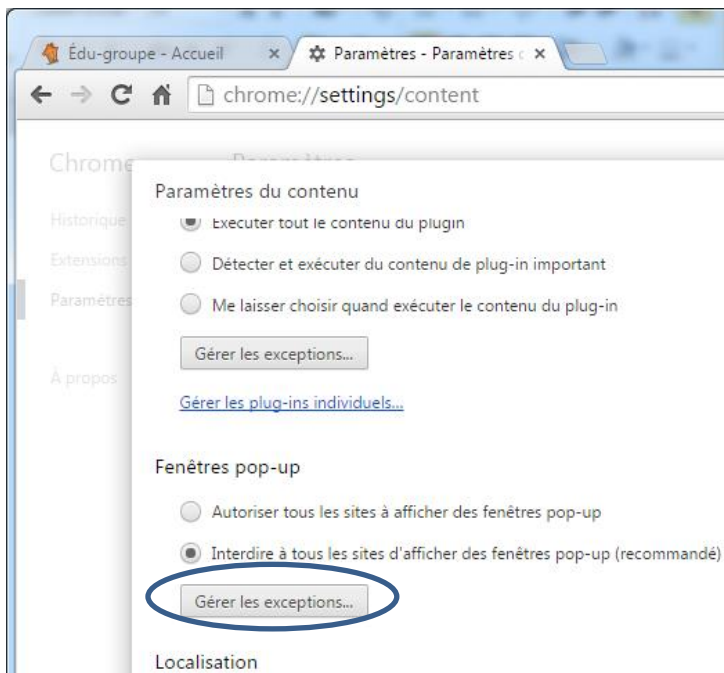 Édu-groupe - Accueil
Paramètres - Paramètres c
chrome://settings/content
Chrome
Paramètres
Historique
Extensions
Paramètres
À propos
Paramètres du contenu
Exécuter tout le contenu du plugin
Détecter et exécuter du contenu de plug-in important
Me laisser choisir quand exécuter le contenu du plug-in
Gérer les exceptions...
Gérer les plug-ins individuels...
Fenêtres pop-up
Autoriser tous les sites à afficher des fenêtres pop-up
Interdire à tous les sites d'afficher des fenêtres pop-up (recommandé)
Gérer les exceptions...
Localisation